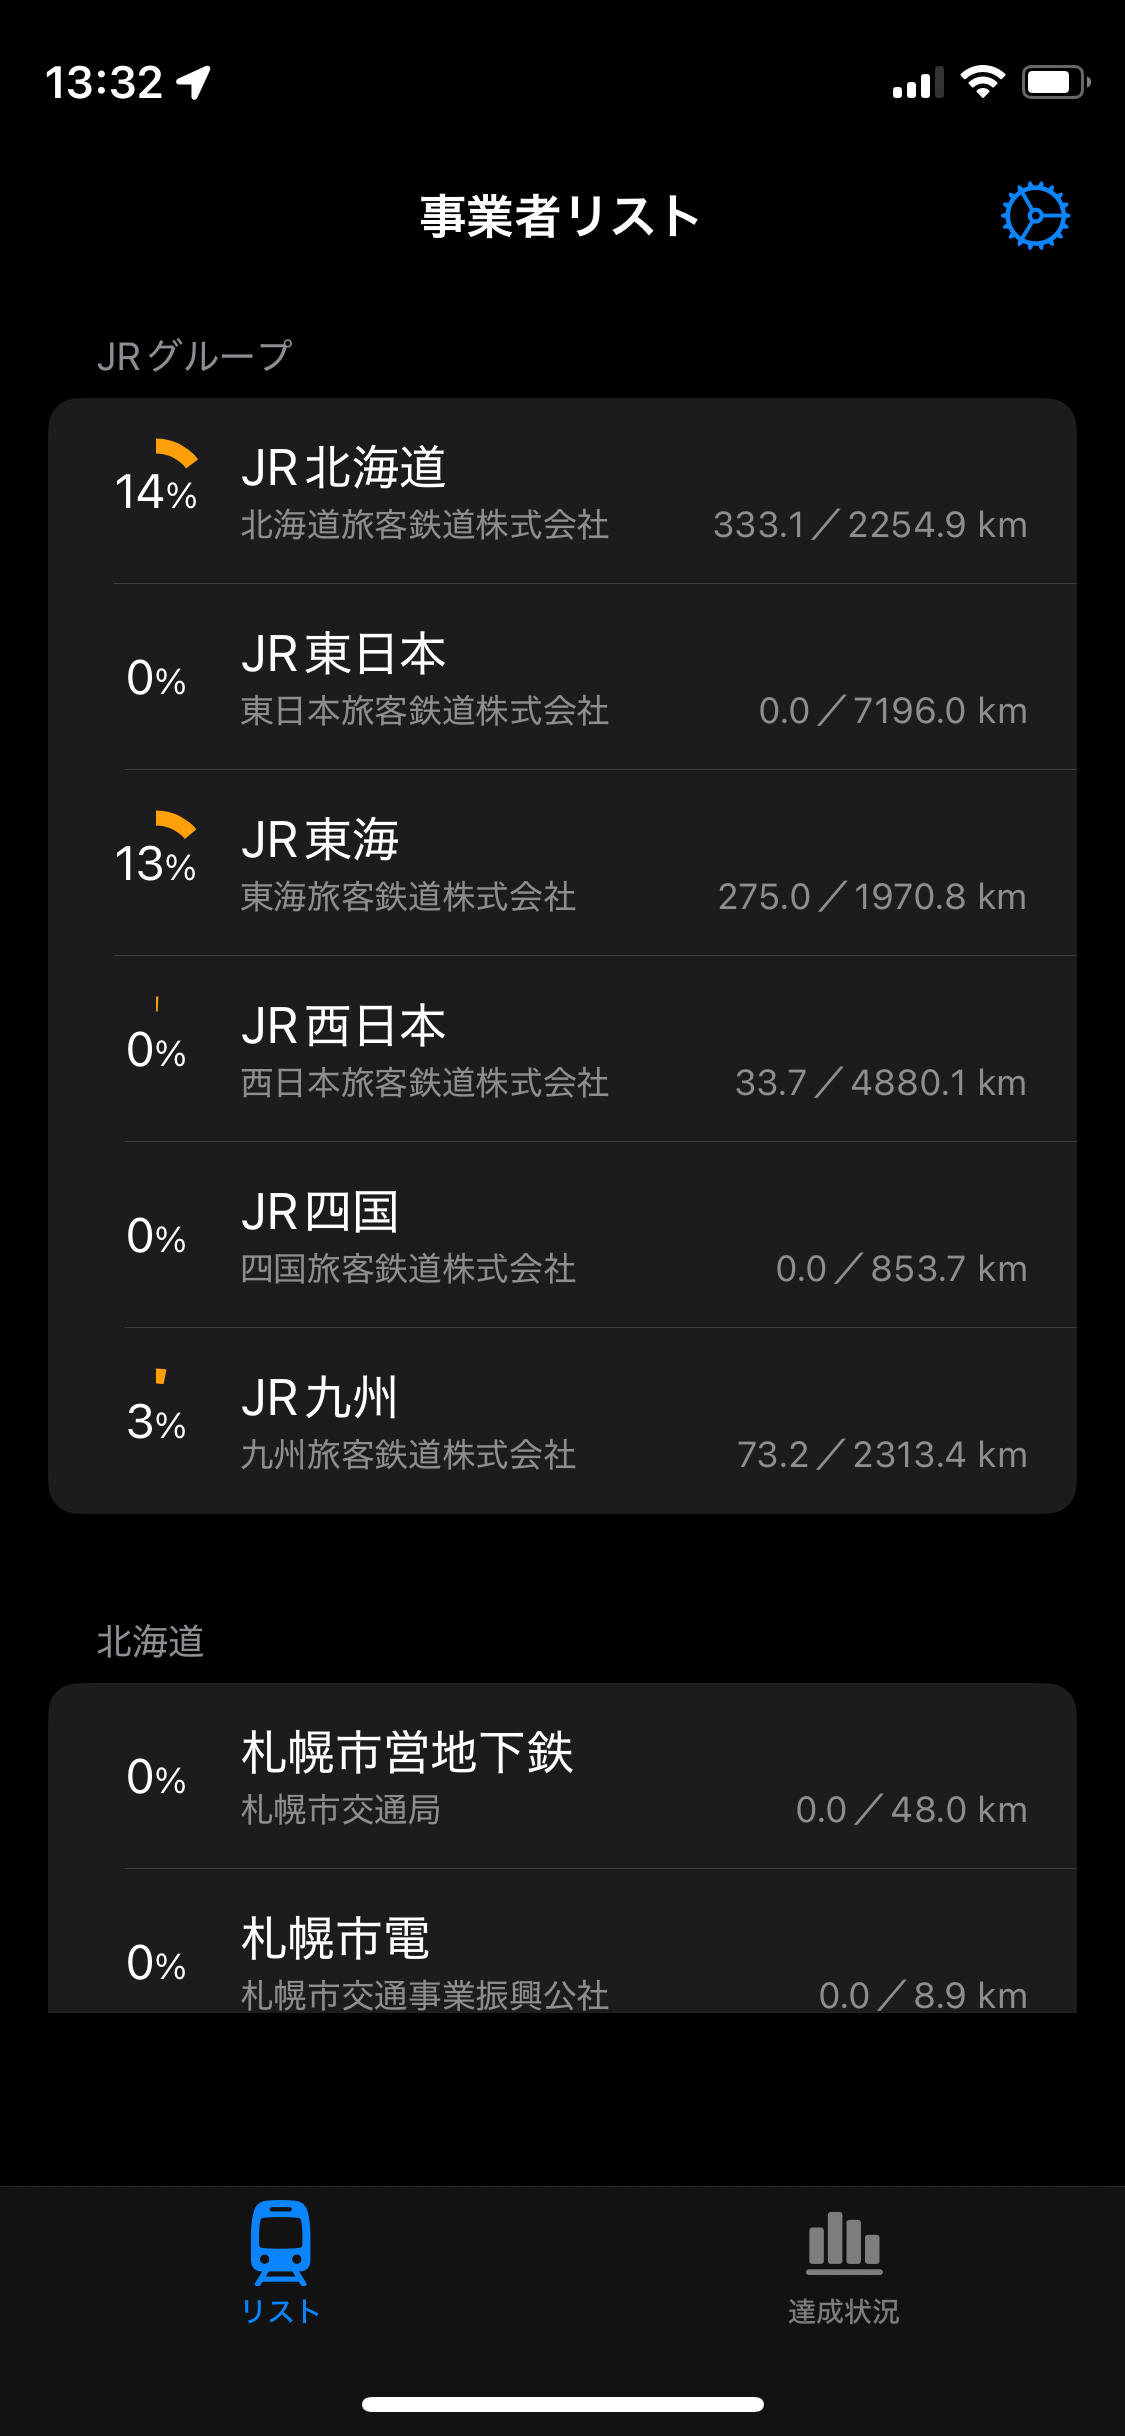 13:32
事業者リスト
JRグループ
14%
JR北海道
北海道旅客鉄道株式会社
333.1／2254.9 km
0%
JR東日本
東日本旅客鉄道株式会社
0.0／7196.0 km
13%
JR東海
東海旅客鉄道株式会社
275.0／1970.8 km
0%
JR西日本
西日本旅客鉄道株式会社
33.7／4880.1 km
0%
JR四国
四国旅客鉄道株式会社
0.0／853.7 km
3%
JR九州
九州旅客鉄道株式会社
73.2／2313.4 km
北海道
0%
札幌市営地下鉄
札幌市交通局
0.0／48.0 km
0%
札幌市電
札幌市交通事業振興公社
0.0／8.9 km
リスト
達成状況